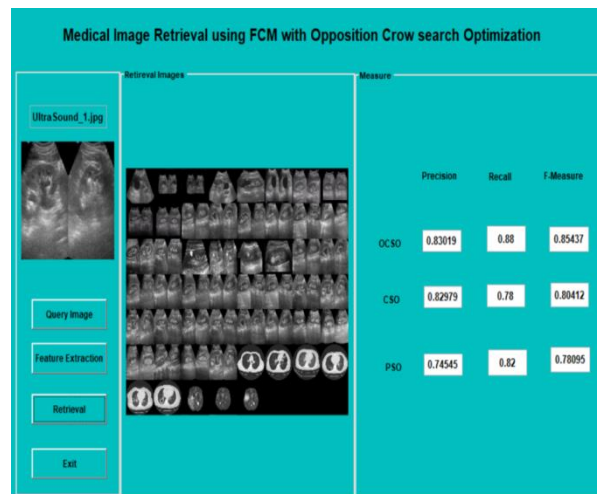 Medical Image Retrieval using FCM with Opposition Crow search Optimization
Retireval Images
Measure
UltraSound_1.jpg
Query Image
Feature Extraction
Retrieval
Exit
Precision Recall F-Measure
OCSO 0.83019 0.88 0.85437
CSO 0.82979 0.78 0.80412
PSO 0.74545 0.82 0.78095